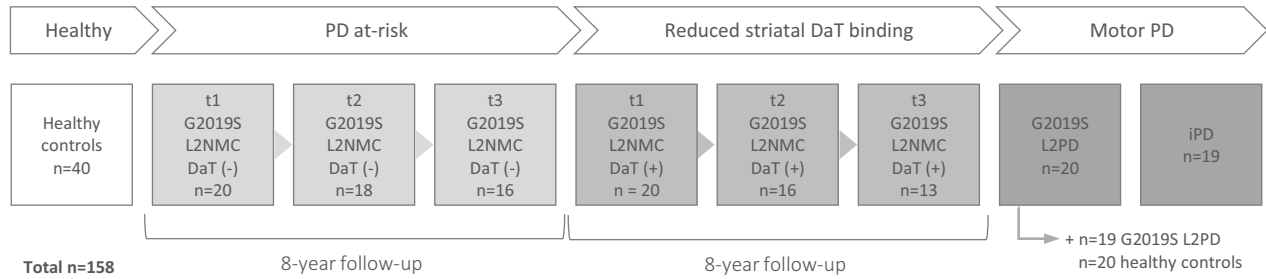 Healthy
PD at-risk
Reduced striatal DaT binding
Motor PD
Healthy
controls
n=40
t1
G2019S
L2NMC
DaT (-)
n=20
t2
G2019S
L2NMC
DaT (-)
n=18
t3
G2019S
L2NMC
DaT (-)
n=16
t1
G2019S
L2NMC
DaT (+)
n = 20
t2
G2019S
L2NMC
DaT (+)
n=16
t3
G2019S
L2NMC
DaT (+)
n=13
G2019S
L2PD
n=20
iPD
n=19
+ n=19 G2019S L2PD
n=20 healthy controls
Total n=158
8-year follow-up
8-year follow-up